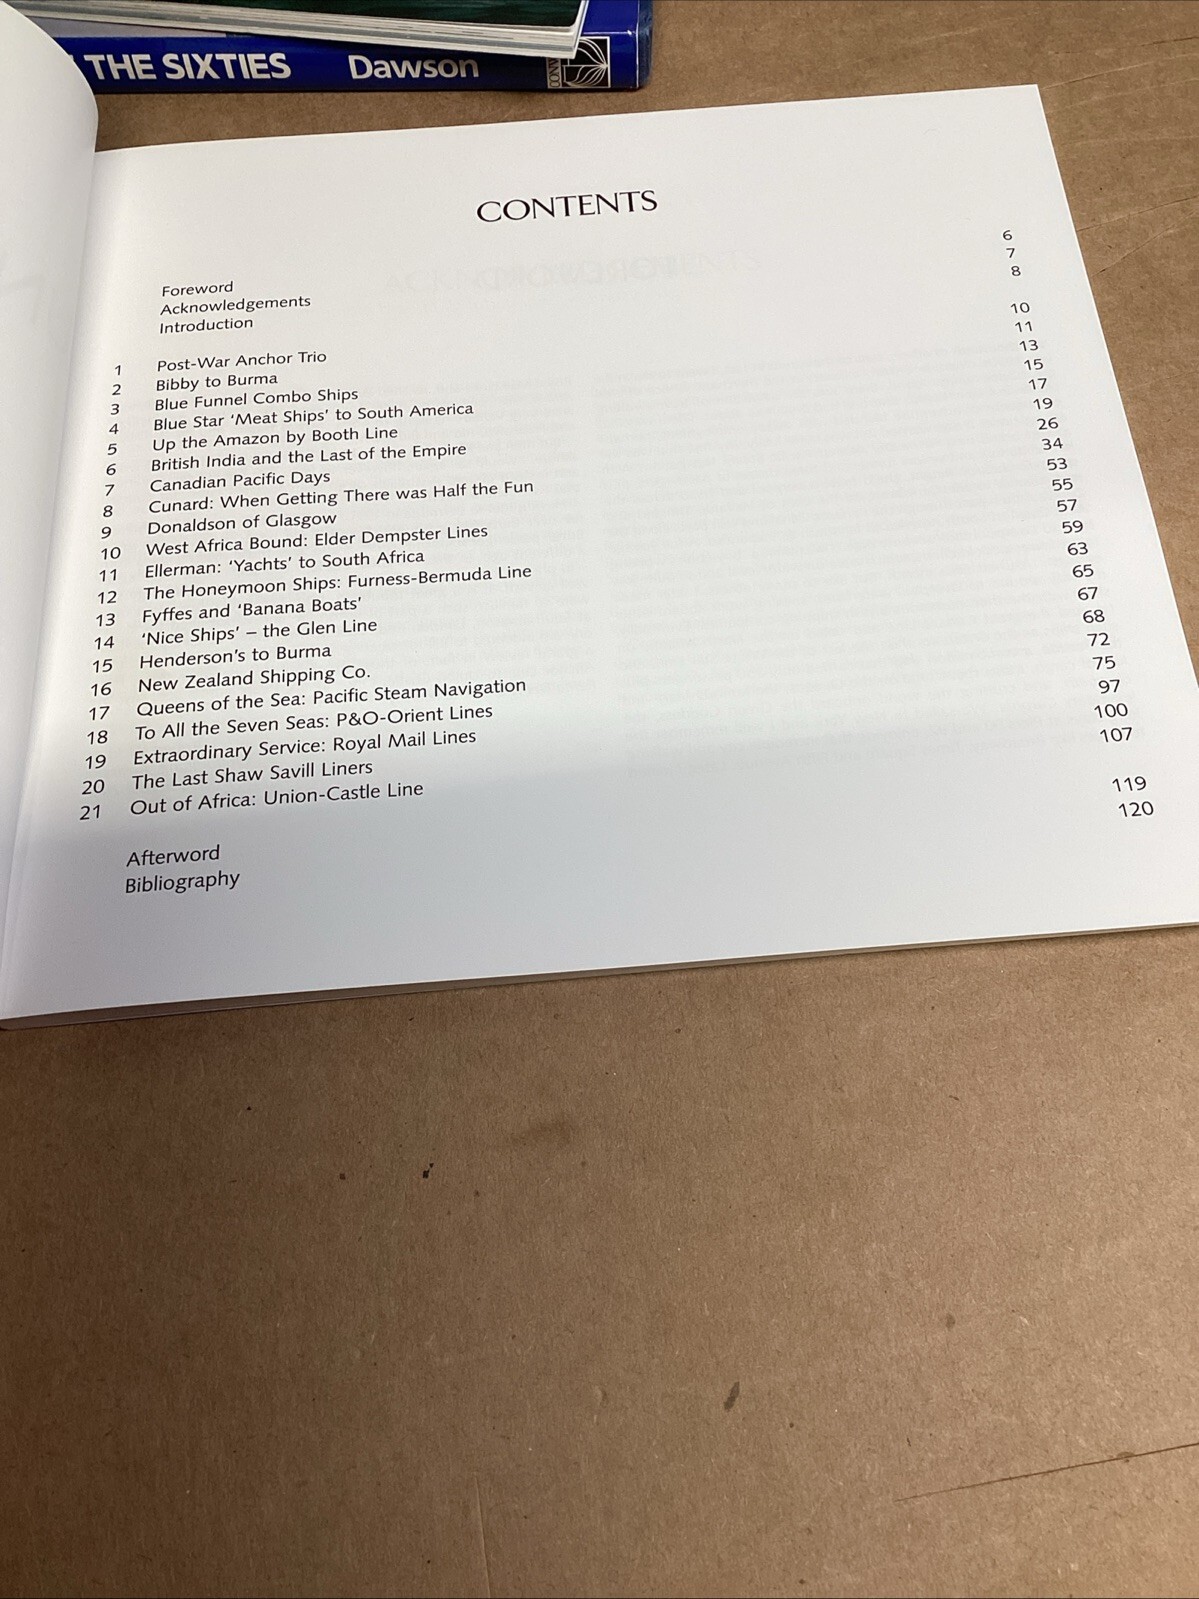 THE SIXTIES Dawson
CONTENTS
Foreword 6
Acknowledgements 7
Introduction 8
1 Post-War Anchor Trio 10
2 Bibby to Burma 11
3 Blue Funnel Combo Ships 13
4 Blue Star ‘Meat Ships’ to South America 15
5 Up the Amazon by Booth Line 17
6 British India and the Last of the Empire 19
7 Canadian Pacific Days 26
8 Cunard: When Getting There was Half the Fun 34
9 Donaldson of Glasgow 53
10 West Africa Bound: Elder Dempster Lines 55
11 Ellerman: ‘Yachts’ to South Africa 57
12 The Honeymoon Ships: Furness-Bermuda Line 59
13 Fyffes and ‘Banana Boats’ 63
14 ‘Nice Ships’ – the Glen Line 65
15 Henderson's to Burma 67
16 New Zealand Shipping Co. 68
17 Queens of the Sea: Pacific Steam Navigation 72
18 To All the Seven Seas: P&O-Orient Lines 75
19 Extraordinary Service: Royal Mail Lines 97
20 The Last Shaw Savill Liners 100
21 Out of Africa: Union-Castle Line 107
Afterword 119
Bibliography 120